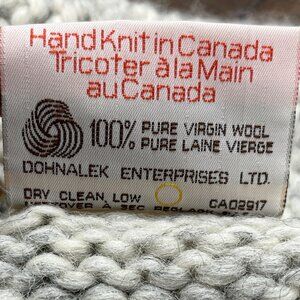 Hand Knit in Canada
Tricoter à la Main
au Canada
100% PURE VIRGIN WOOL
PURE LAINE VIERGE
DOHNALEK ENTERPRISES LTD.
DRY CLEAN, LOW CA02917
A SEC